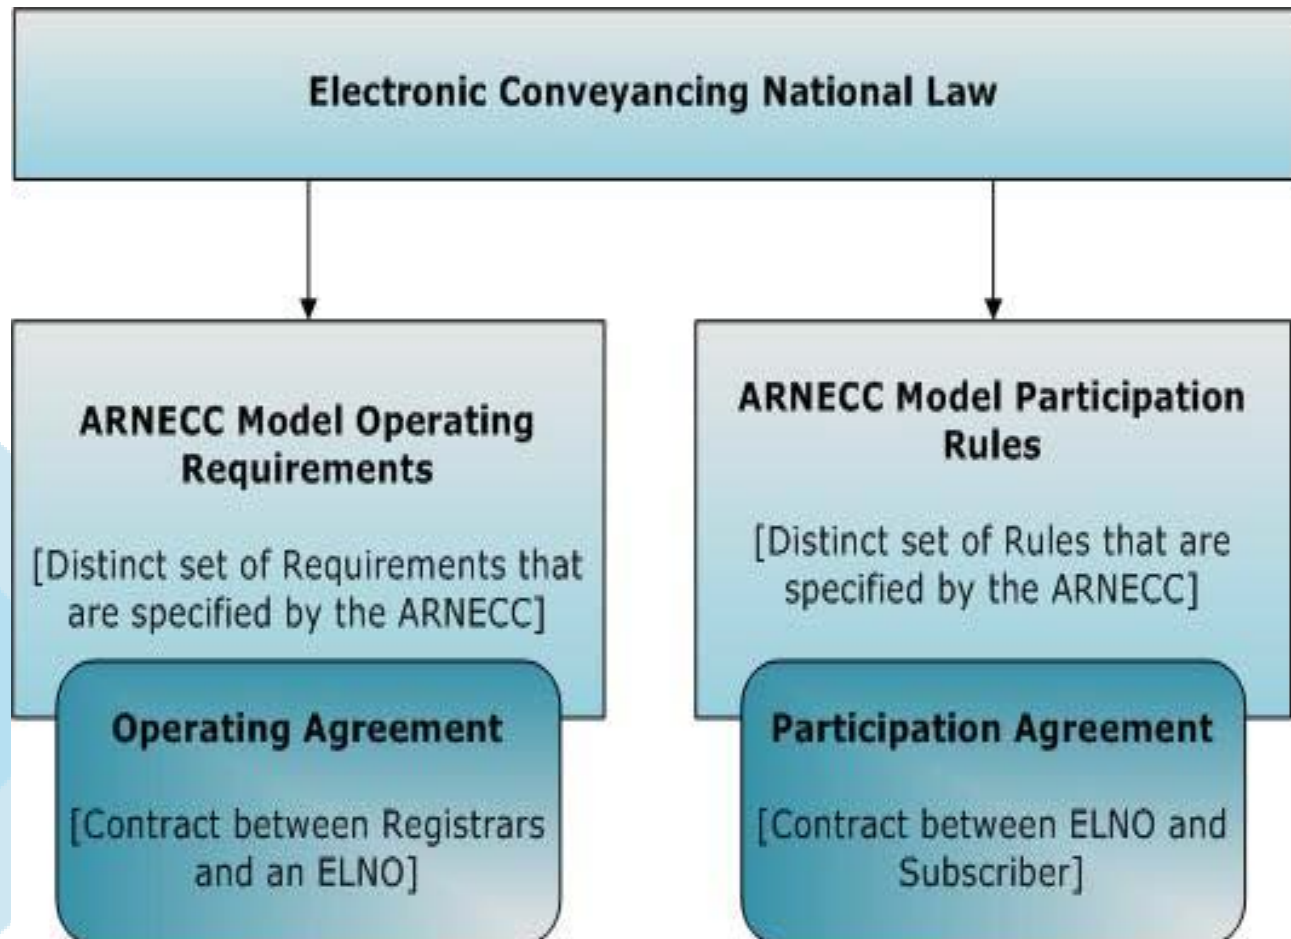 Electronic Conveyancing National Law
ARNECC Model Operating
Requirements
[Distinct set of Requirements that
are specified by the ARNECC]
Operating Agreement
[Contract between Registrars
and an ELNO]
ARNECC Model Participation
Rules
[Distinct set of Rules that are
specified by the ARNECC]
Participation Agreement
[Contract between ELNO and
Subscriber]